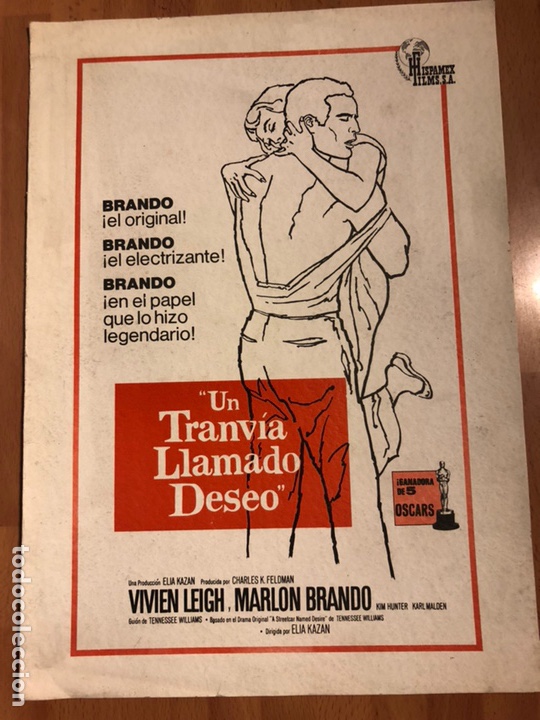 HISPAMEX
FILMS, S.A.
BRANDO
¡el original!
BRANDO
¡el electrizante!
BRANDO
¡en el papel
que lo hizo
legendario!
"Un
Tranvía
Llamado
Deseo"
¡GANADORA
DE 5
OSCARS
Una Producción ELIA KAZAN Producida por CHARLES K. FELDMAN
VIVIEN LEIGH y MARLON BRANDO KIM HUNTER KARL MALDEN
Guión de TENNESSEE WILLIAMS • Basado en el Drama Original "A Streetcar Named Desire" de TENNESSEE WILLIAMS
• Dirigida por ELIA KAZAN
todocoleccion